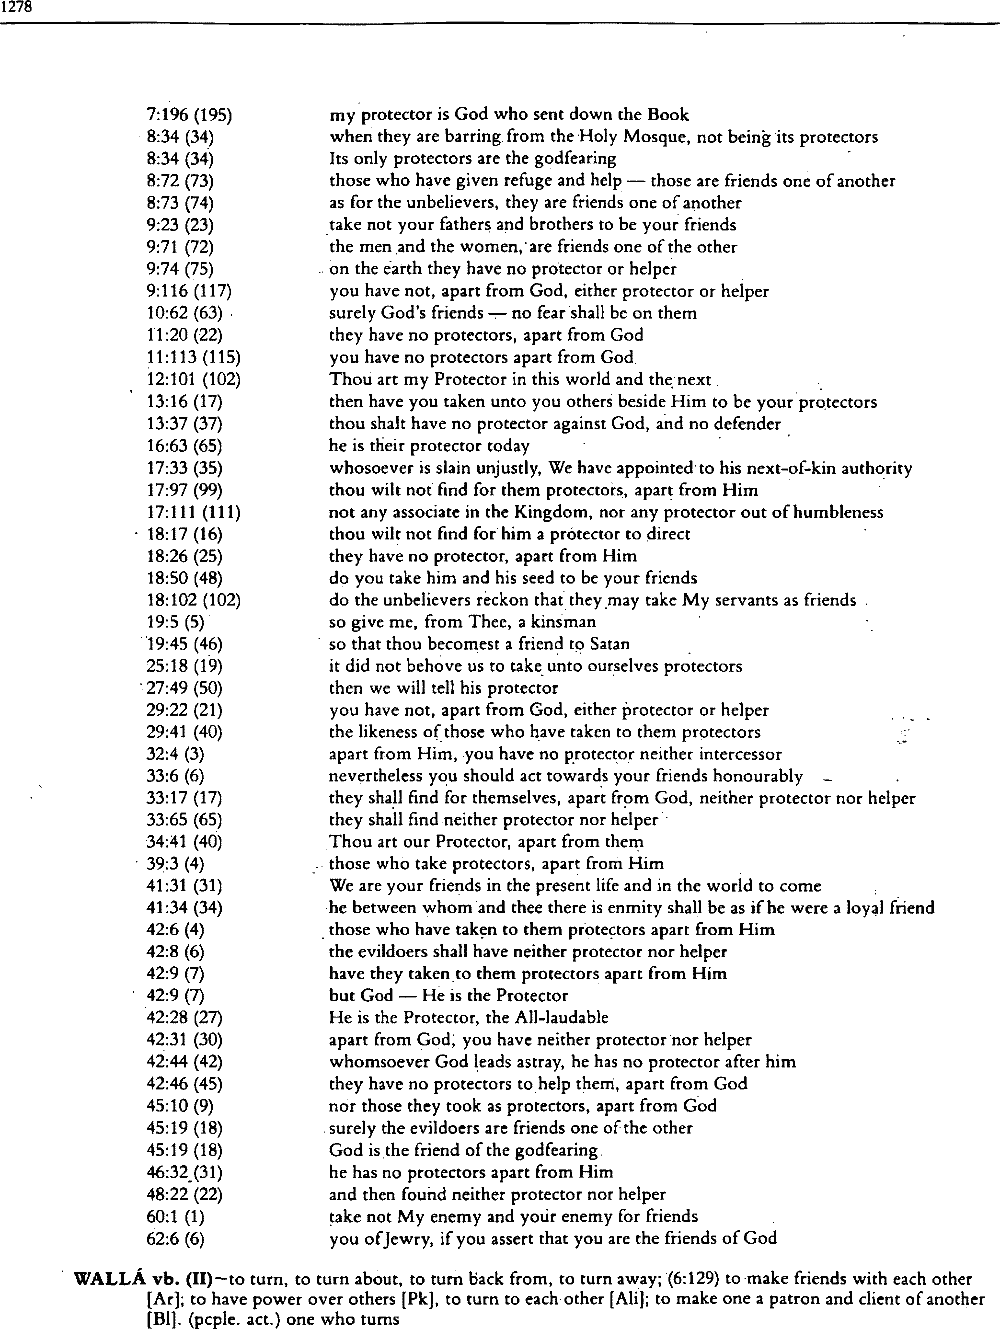 1278
7:196 (195) my protector is God who sent down the Book
8:34 (34) when they are barring from the Holy Mosque, not being its protectors
8:34 (34) Its only protectors are the godfearing
8:72 (73) those who have given refuge and help — those are friends one of another
8:73 (74) as for the unbelievers, they are friends one of another
9:23 (23) take not your fathers and brothers to be your friends
9:71 (72) the men and the women, are friends one of the other
9:74 (75) on the earth they have no protector or helper
9:116 (117) you have not, apart from God, either protector or helper
10:62 (63) surely God's friends — no fear shall be on them
11:20 (22) they have no protectors, apart from God
11:113 (115) you have no protectors apart from God
12:101 (102) Thou art my Protector in this world and the next
13:16 (17) then have you taken unto you others beside Him to be your protectors
13:37 (37) thou shalt have no protector against God, and no defender
16:63 (65) he is their protector today
17:33 (35) whosoever is slain unjustly, We have appointed to his next-of-kin authority
17:97 (99) thou wilt not find for them protectors, apart from Him
17:111 (111) not any associate in the Kingdom, nor any protector out of humbleness
18:17 (16) thou wilt not find for him a protector to direct
18:26 (25) they have no protector, apart from Him
18:50 (48) do you take him and his seed to be your friends
18:102 (102) do the unbelievers reckon that they may take My servants as friends
19:5 (5) so give me, from Thee, a kinsman
19:45 (46) so that thou becomest a friend to Satan
25:18 (19) it did not behove us to take unto ourselves protectors
27:49 (50) then we will tell his protector
29:22 (21) you have not, apart from God, either protector or helper
29:41 (40) the likeness of those who have taken to them protectors
32:4 (3) apart from Him, you have no protector neither intercessor
33:6 (6) nevertheless you should act towards your friends honourably
33:17 (17) they shall find for themselves, apart from God, neither protector nor helper
33:65 (65) they shall find neither protector nor helper
34:41 (40) Thou art our Protector, apart from them
39:3 (4) those who take protectors, apart from Him
41:31 (31) We are your friends in the present life and in the world to come
41:34 (34) he between whom and thee there is enmity shall be as if he were a loyal friend
42:6 (4) those who have taken to them protectors apart from Him
42:8 (6) the evildoers shall have neither protector nor helper
42:9 (7) have they taken to them protectors apart from Him
42:9 (7) but God — He is the Protector
42:28 (27) He is the Protector, the All-laudable
42:31 (30) apart from God, you have neither protector nor helper
42:44 (42) whomsoever God leads astray, he has no protector after him
42:46 (45) they have no protectors to help them, apart from God
45:10 (9) nor those they took as protectors, apart from God
45:19 (18) surely the evildoers are friends one of the other
45:19 (18) God is the friend of the godfearing
46:32 (31) he has no protectors apart from Him
48:22 (22) and then found neither protector nor helper
60:1 (1) take not My enemy and your enemy for friends
62:6 (6) you of Jewry, if you assert that you are the friends of God
WALLÁ vb. (II)—to turn, to turn about, to turn back from, to turn away; (6:129) to make friends with each other
[Ar]; to have power over others [Pk], to turn to each other [Ali]; to make one a patron and client of another
[Bl]. (pcple. act.) one who turns